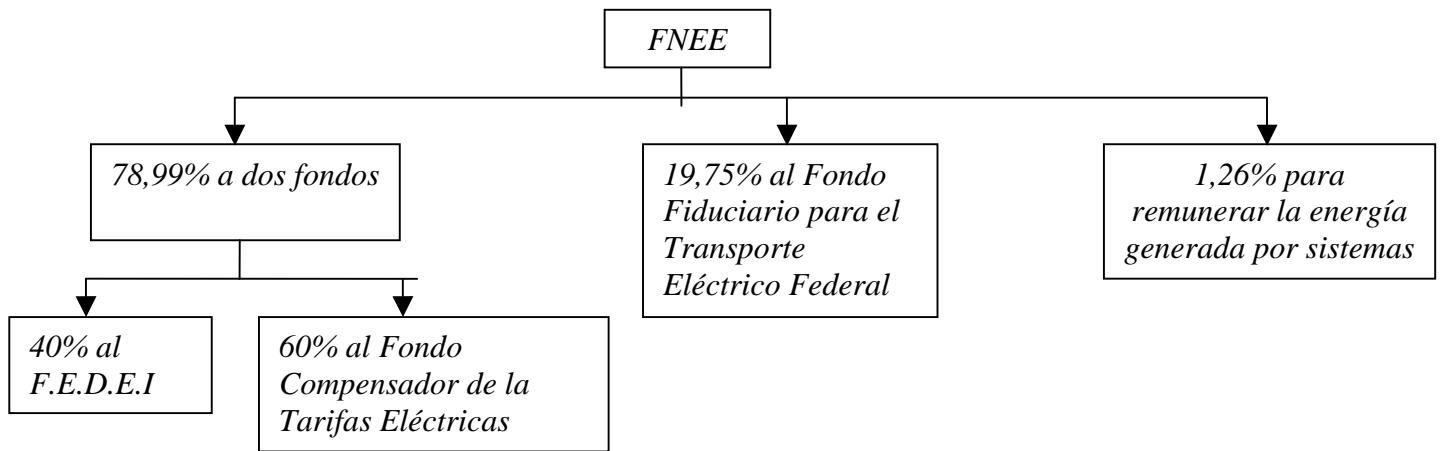 FNEE
78,99% a dos fondos
19,75% al Fondo
Fiduciario para el
Transporte
Eléctrico Federal
1,26% para
remunerar la energía
generada por sistemas
40% al
F.E.D.E.I
60% al Fondo
Compensador de la
Tarifas Eléctricas